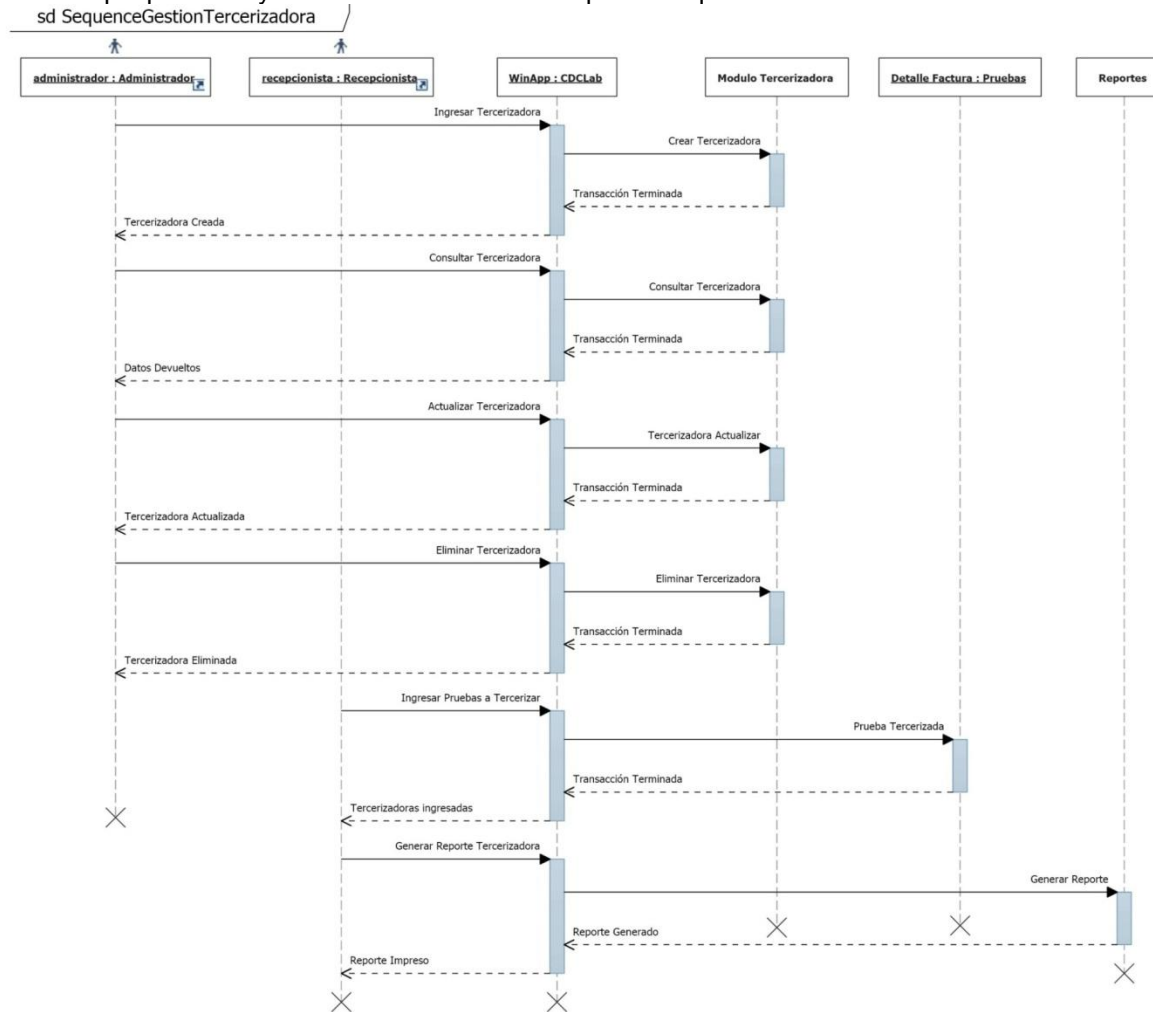 sd SequenceGestionTercerizadora
administrador : Administrador
recepcionista : Recepcionista
WinApp : CDCLab
Modulo Tercerizadora
Detalle Factura : Pruebas
Reportes
Ingresar Tercerizadora
Crear Tercerizadora
Transacción Terminada
Tercerizadora Creada
Consultar Tercerizadora
Consultar Tercerizadora
Transacción Terminada
Datos Devueltos
Actualizar Tercerizadora
Tercerizadora Actualizar
Transacción Terminada
Tercerizadora Actualizada
Eliminar Tercerizadora
Eliminar Tercerizadora
Transacción Terminada
Tercerizadora Eliminada
Ingresar Pruebas a Tercerizar
Prueba Tercerizada
Transacción Terminada
Tercerizadoras ingresadas
Generar Reporte Tercerizadora
Generar Reporte
Reporte Generado
Reporte Impreso